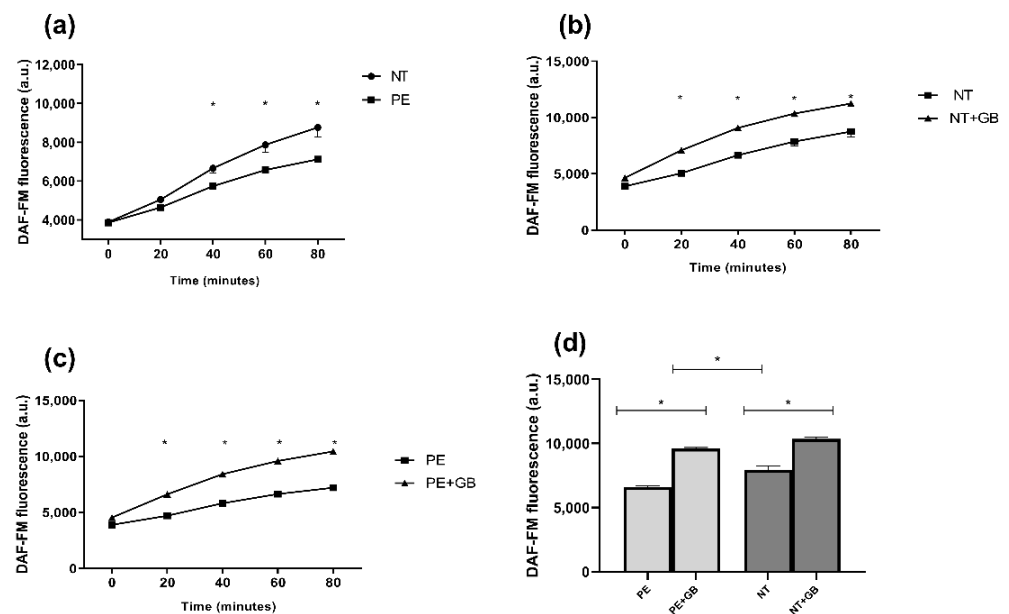 (a)
DAF-FM fluorescence (a.u.)
12,000
10,000
8,000
6,000
4,000
* * *
0 20 40 60 80
Time (minutes)
NT
PE
(b)
DAF-FM fluorescence (a.u.)
15,000
10,000
5,000
0
* * * *
0 20 40 60 80
Time (minutes)
NT
NT+GB
(c)
DAF-FM fluorescence (a.u.)
15,000
10,000
5,000
0
* * * *
0 20 40 60 80
Time (minutes)
PE
PE+GB
(d)
DAF-FM fluorescence (a.u.)
15,000
10,000
5,000
0
*
* *
PE PE+GB NT NT+GB